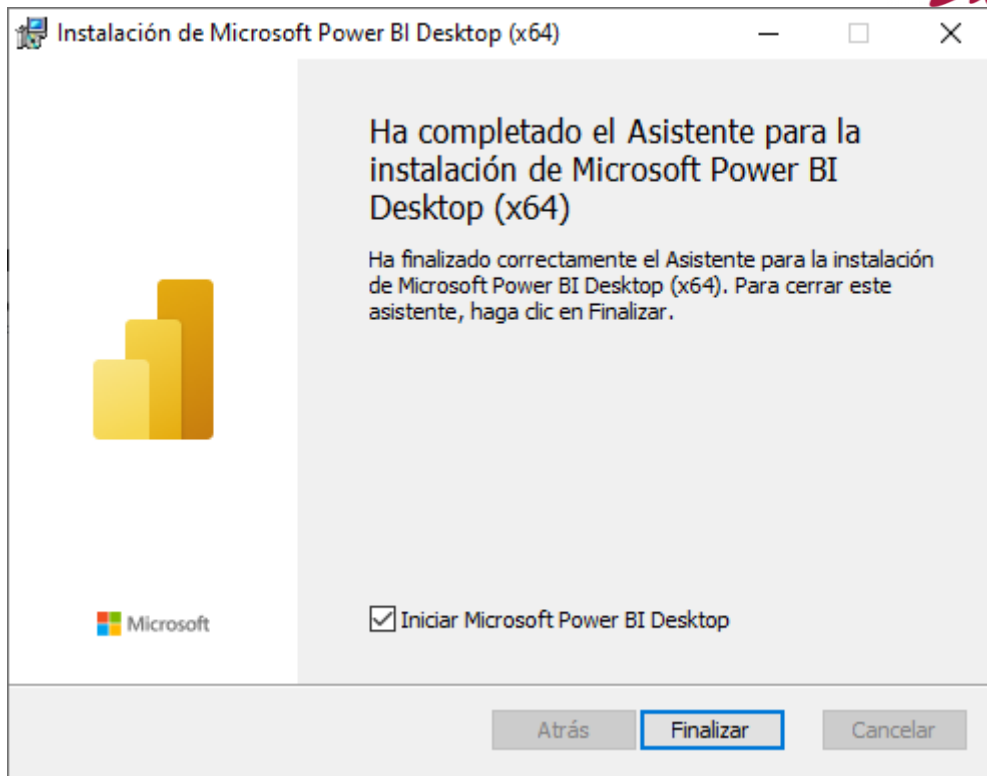 Instalación de Microsoft Power BI Desktop (x64)
Ha completado el Asistente para la
instalación de Microsoft Power BI
Desktop (x64)
Ha finalizado correctamente el Asistente para la instalación
de Microsoft Power BI Desktop (x64). Para cerrar este
asistente, haga clic en Finalizar.
Microsoft
Iniciar Microsoft Power BI Desktop
Atrás
Finalizar
Cancelar